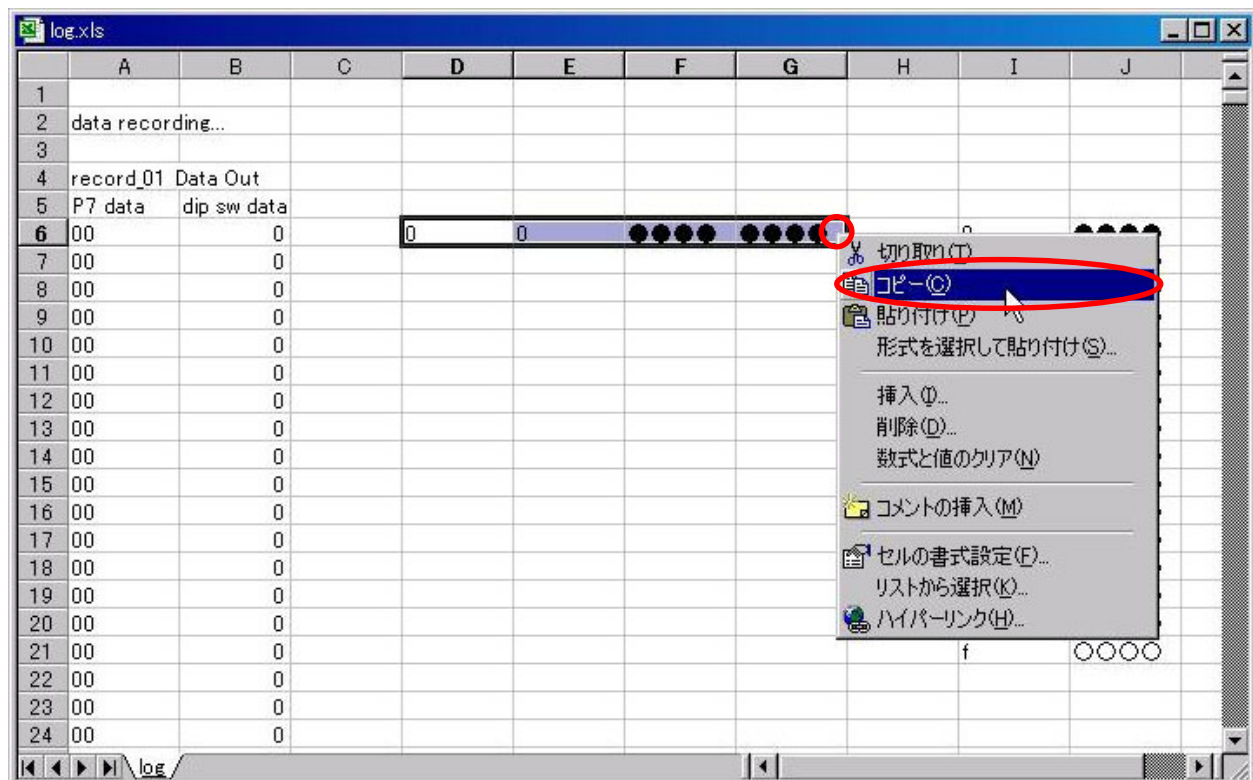 log.xls
A B C D E F G H I J
1
2 data recording...
3
4 record_01 Data Out
5 P7 data dip sw data
6 00 0 0 0 ●●●● ●●●● 0 ●●●●
7 00 0
8 00 0
9 00 0
10 00 0
11 00 0
12 00 0
13 00 0
14 00 0
15 00 0
16 00 0
17 00 0
18 00 0
19 00 0
20 00 0
21 00 0 f ○○○○
22 00 0
23 00 0
24 00 0
切り取り(T)
コピー(C)
貼り付け(P)
形式を選択して貼り付け(S)...
挿入(I)...
削除(D)...
数式と値のクリア(N)
コメントの挿入(M)
セルの書式設定(F)...
リストから選択(K)...
ハイパーリンク(H)...
log